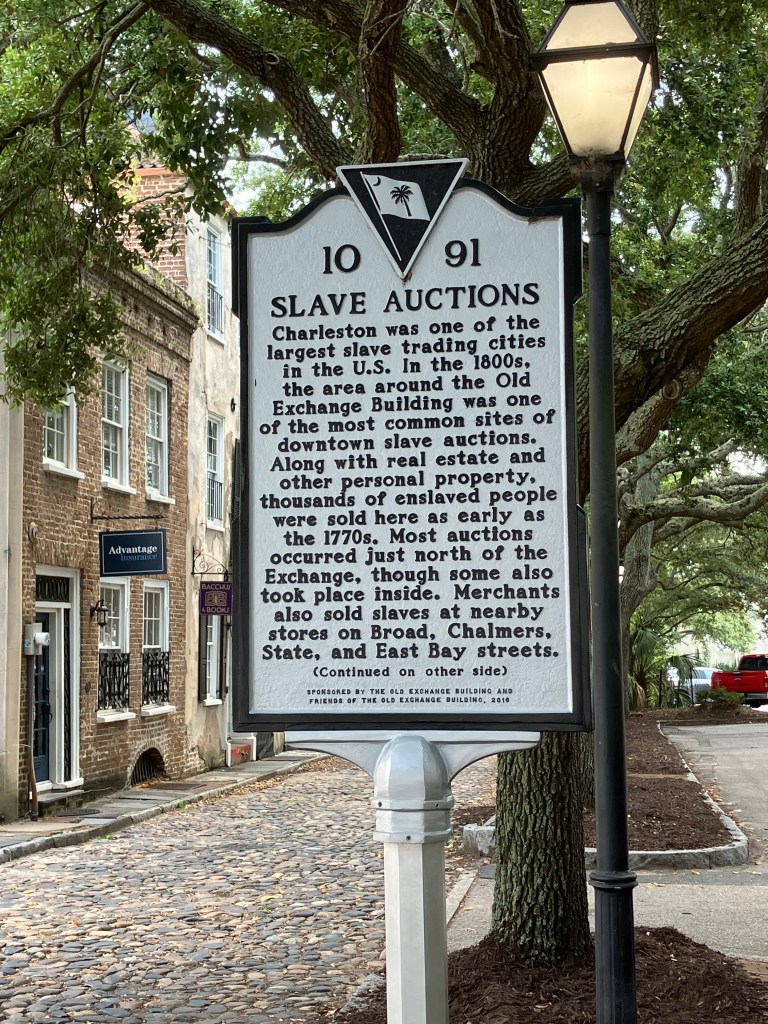 10 91
SLAVE AUCTIONS
Charleston was one of the
largest slave trading cities
in the U.S. In the 1800s,
the area around the Old
Exchange Building was one
of the most common sites of
downtown slave auctions.
Along with real estate and
other personal property,
thousands of enslaved people
were sold here as early as
the 1770s. Most auctions
occurred just north of the
Exchange, though some also
took place inside. Merchants
also sold slaves at nearby
stores on Broad, Chalmers,
State, and East Bay streets.
(Continued on other side)
SPONSORED BY THE OLD EXCHANGE BUILDING AND
FRIENDS OF THE OLD EXCHANGE BUILDING, 2016
Advantage
Insurance
BACCHUS
& BOOKS